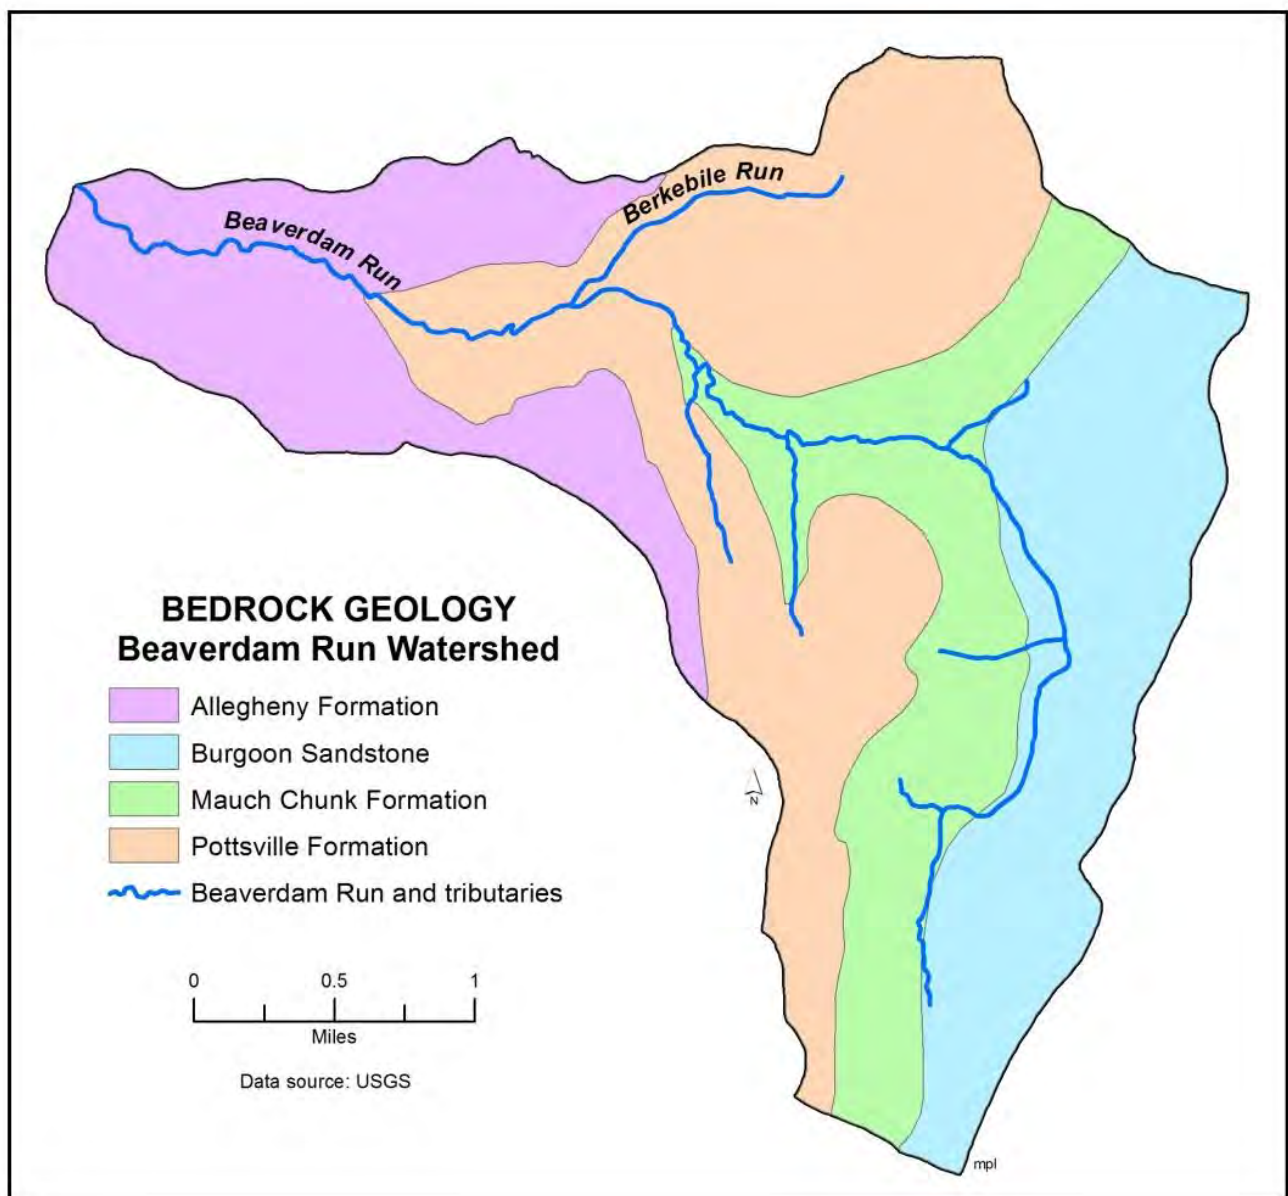 Berkebile Run
Beaverdam Run
BEDROCK GEOLOGY
Beaverdam Run Watershed
Allegheny Formation
Burgoon Sandstone
Mauch Chunk Formation
Pottsville Formation
Beaverdam Run and tributaries
N
0 0.5 1
Miles
Data source: USGS
mpl